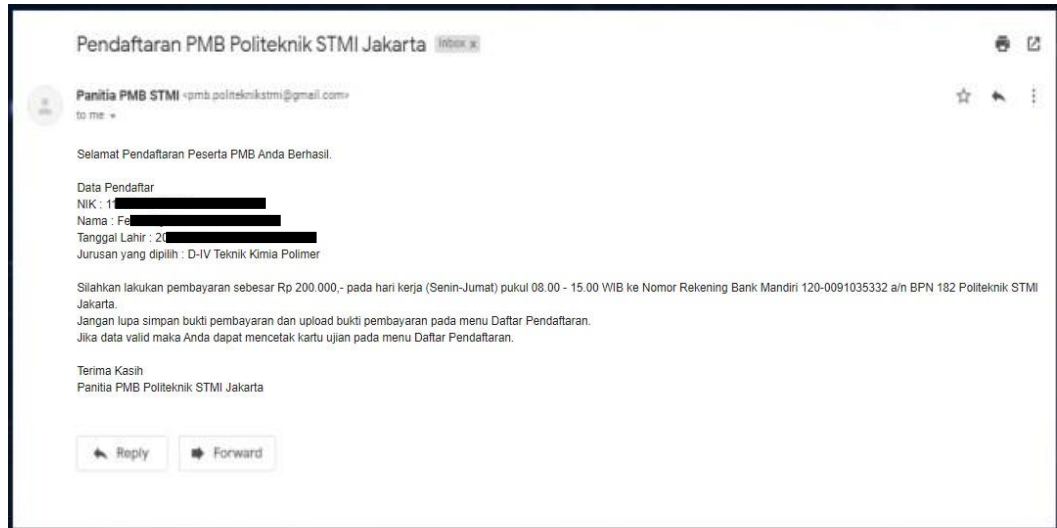 Pendaftaran PMB Politeknik STMI Jakarta Inbox x
Panitia PMB STMI <pmb.politeknikstmi@gmail.com>
to me
Selamat Pendaftaran Peserta PMB Anda Berhasil.
Data Pendaftar
NIK : 11
Nama : Fe
Tanggal Lahir : 20
Jurusan yang dipilih : D-IV Teknik Kimia Polimer
Silahkan lakukan pembayaran sebesar Rp 200.000,- pada hari kerja (Senin-Jumat) pukul 08.00 - 15.00 WIB ke Nomor Rekening Bank Mandiri 120-0091035332 a/n BPN 182 Politeknik STMI
Jakarta.
Jangan lupa simpan bukti pembayaran dan upload bukti pembayaran pada menu Daftar Pendaftaran.
Jika data valid maka Anda dapat mencetak kartu ujian pada menu Daftar Pendaftaran.
Terima Kasih
Panitia PMB Politeknik STMI Jakarta
Reply
Forward